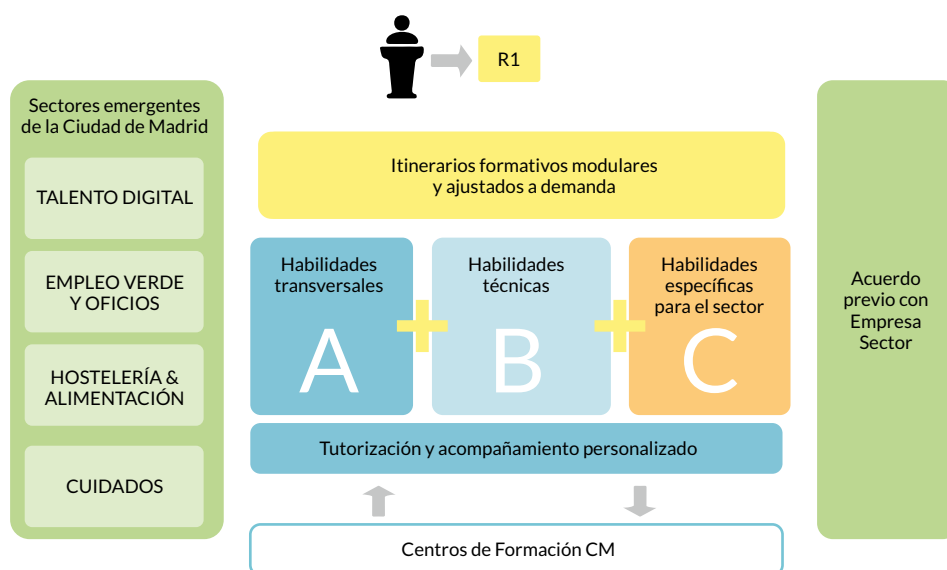 R1
Sectores emergentes
de la Ciudad de Madrid
TALENTO DIGITAL
EMPLEO VERDE
Y OFICIOS
HOSTELERÍA &
ALIMENTACIÓN
CUIDADOS
Itinerarios formativos modulares
y ajustados a demanda
Habilidades
transversales
A
Habilidades
técnicas
B
Habilidades
específicas
para el sector
C
Tutorización y acompañamiento personalizado
Centros de Formación CM
Acuerdo
previo con
Empresa
Sector